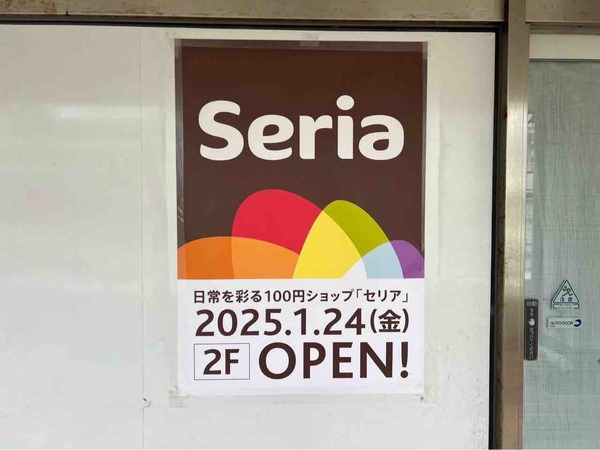 Seria
日常を彩る100円ショップ「セリア」
2025.1.24(金)
2F OPEN!
AUTODOOR